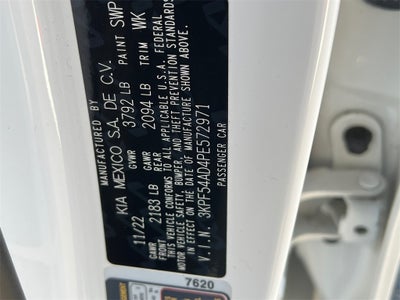 MANUFACTURED BY
KIA MEXICO S.A. DE C.V.
11/22 GVWR 3792 LB PAINT SWP
GAWR FRONT 2183 LB GAWR REAR 2094 LB TRIM WK
THIS VEHICLE CONFORMS TO ALL APPLICABLE U.S.A. FEDERAL
MOTOR VEHICLE SAFETY, BUMPER, AND THEFT PREVENTION STANDARDS
IN EFFECT ON THE DATE OF MANUFACTURE SHOWN ABOVE.
V.I.N. 3KPF54AD4PE572971
PASSENGER CAR
7620